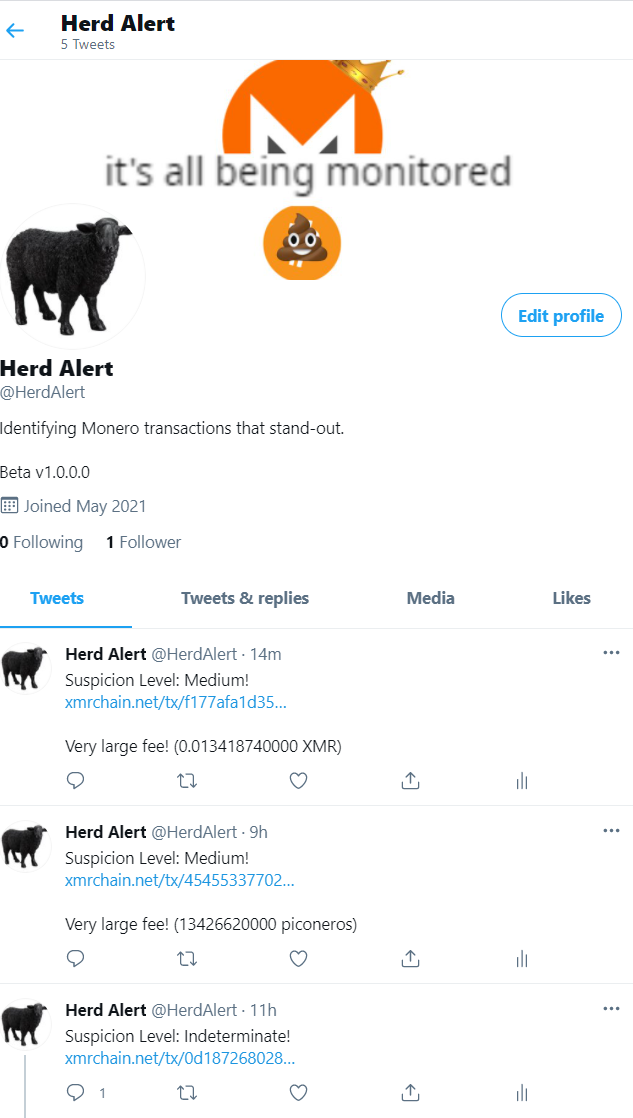 Herd Alert
5 Tweets
it's all being monitored
Edit profile
Herd Alert
@HerdAlert
Identifying Monero transactions that stand-out.
Beta v1.0.0.0
Joined May 2021
0 Following 1 Follower
Tweets Tweets & replies Media Likes
Herd Alert @HerdAlert · 14m
Suspicion Level: Medium!
xmrchain.net/tx/f177afa1d35...
Very large fee! (0.013418740000 XMR)
Herd Alert @HerdAlert · 9h
Suspicion Level: Medium!
xmrchain.net/tx/45455337702...
Very large fee! (13426620000 piconeros)
Herd Alert @HerdAlert · 11h
Suspicion Level: Indeterminate!
xmrchain.net/tx/0d187268028...
1